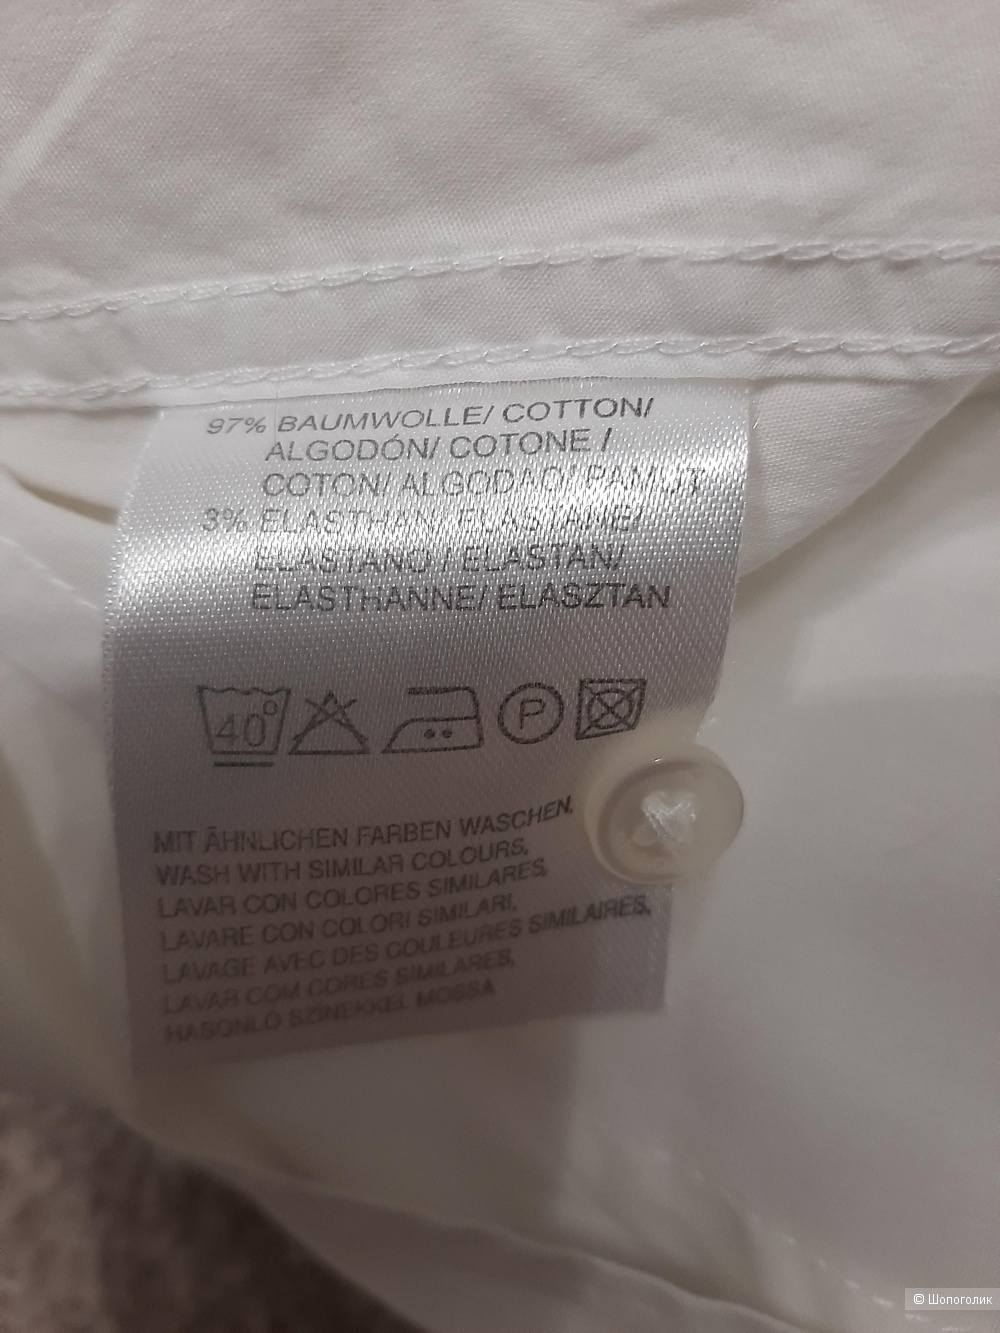 97% BAUMWOLLE/ COTTON/
ALGODÓN/ COTONE /
COTON/ ALGODAO/ PAMUT
3% ELASTHAN/ ELASTANE/
ELASTANO / ELASTAN/
ELASTHANNE/ ELASZTAN
40°
P
MIT ÄHNLICHEN FARBEN WASCHEN.
WASH WITH SIMILAR COLOURS.
LAVAR CON COLORES SIMILARES.
LAVARE CON COLORI SIMILARI.
LAVAGE AVEC DES COULEURES SIMILAIRES.
LAVAR COM CORES SIMILARES.
HASONLÓ SZÍNEKKEL MOSSA
© Шопоголик